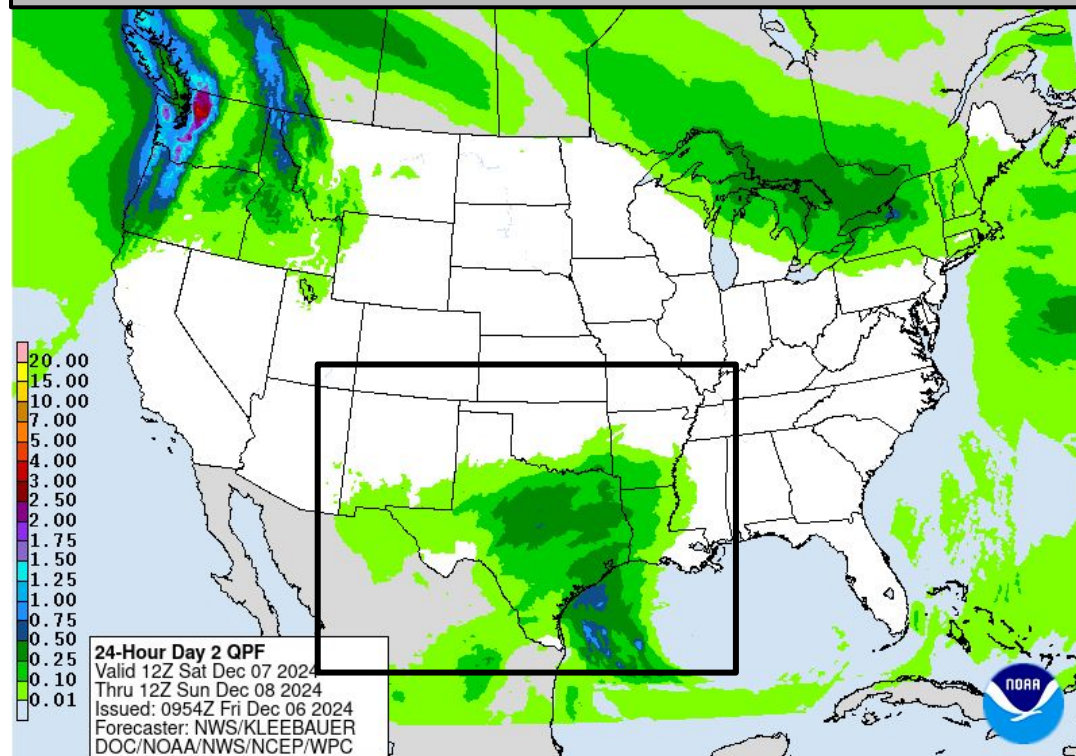 20.00
15.00
10.00
7.00
5.00
4.00
3.00
2.50
2.00
1.75
1.50
1.25
1.00
0.75
0.50
0.25
0.10
0.01
24-Hour Day 2 QPF
Valid 12Z Sat Dec 07 2024
Thru 12Z Sun Dec 08 2024
Issued: 0954Z Fri Dec 06 2024
Forecaster: NWS/KLEEBAUER
DOC/NOAA/NWS/NCEP/WPC
NOAA